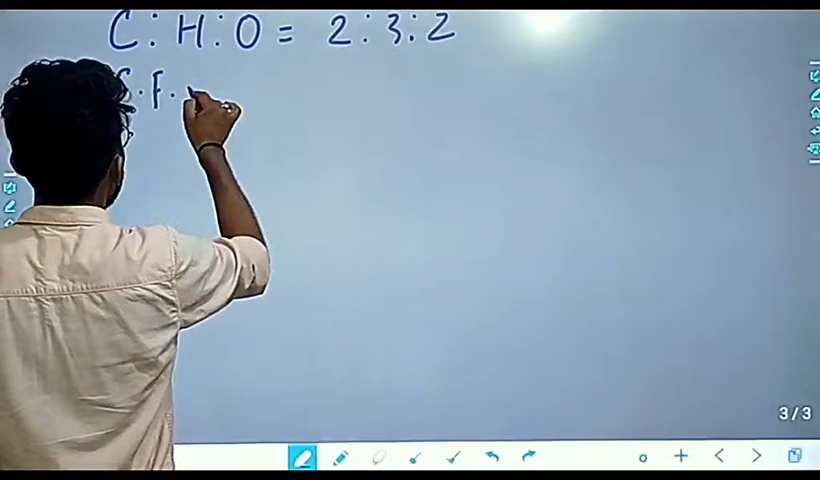 C : H : O = 2 : 3 : 2
. F .
3/3